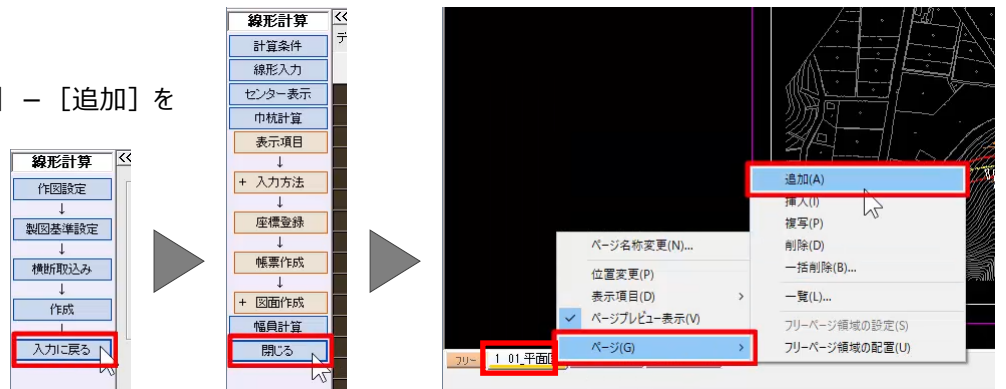 ］ － ［追加］を
線形計算
作図設定
↓
製図基準設定
↓
横断取込み
↓
作成
入力に戻る
線形計算
計算条件
線形入力
センター表示
巾杭計算
表示項目
↓
+ 入力方法
↓
座標登録
↓
帳票作成
↓
+ 図面作成
幅員計算
閉じる
ページ名称変更(N)...
位置変更(P)
表示項目(D) >
✓ ページプレビュー表示(V)
ページ(G) >
追加(A)
挿入(I)
複写(P)
削除(D)
一括削除(B)...
一覧(L)...
フリーページ領域の設定(S)
フリーページ領域の配置(U)
フリー 1 01_平面